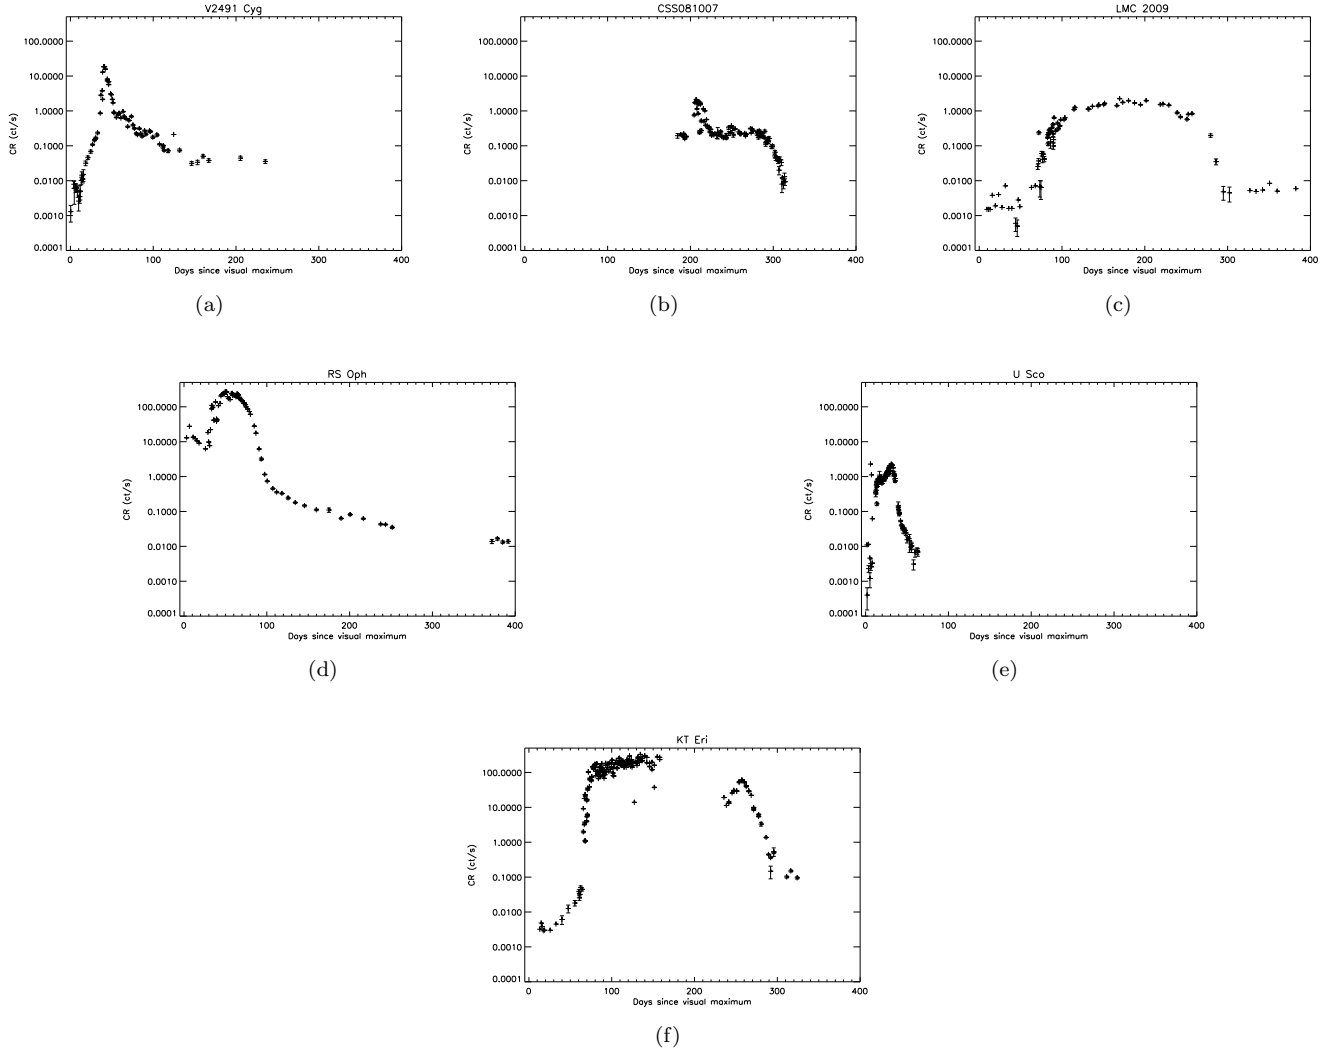 V2491 Cyg
CR (ct/s)
100.0000
10.0000
1.0000
0.1000
0.0100
0.0010
0.0001
0 100 200 300 400
Days since visual maximum
(a)
CSS081007
CR (ct/s)
100.0000
10.0000
1.0000
0.1000
0.0100
0.0010
0.0001
0 100 200 300 400
Days since visual maximum
(b)
LMC 2009
CR (ct/s)
100.0000
10.0000
1.0000
0.1000
0.0100
0.0010
0.0001
0 100 200 300 400
Days since visual maximum
(c)
RS Oph
CR (ct/s)
100.0000
10.0000
1.0000
0.1000
0.0100
0.0010
0.0001
0 100 200 300 400
Days since visual maximum
(d)
U Sco
CR (ct/s)
100.0000
10.0000
1.0000
0.1000
0.0100
0.0010
0.0001
0 100 200 300 400
Days since visual maximum
(e)
KT Eri
CR (ct/s)
100.0000
10.0000
1.0000
0.1000
0.0100
0.0010
0.0001
0 100 200 300 400
Days since visual maximum
(f)